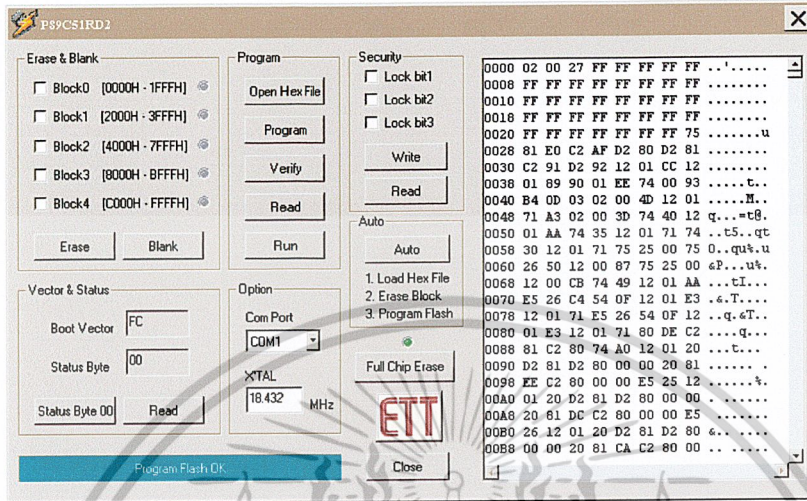 P89C51RD2
Erase & Blank
Block0 [0000H - 1FFFH]
Block1 [2000H - 3FFFH]
Block2 [4000H - 7FFFH]
Block3 [8000H - BFFFH]
Block4 [C000H - FFFFH]
Erase Blank
Vector & Status
Boot Vector FC
Status Byte 00
Status Byte 00 Read
Program Flash OK
Program
Open Hex File
Program
Verify
Read
Run
Option
Com Port
COM1
X'TAL
18.432 MHz
Security
Lock bit1
Lock bit2
Lock bit3
Write
Read
Auto
Auto
1. Load Hex File
2. Erase Block
3. Program Flash
Full Chip Erase
ETT
Close
0000 02 00 27 FF FF FF FF FF ..'.....
0008 FF FF FF FF FF FF FF FF ........
0010 FF FF FF FF FF FF FF FF ........
0018 FF FF FF FF FF FF FF FF ........
0020 FF FF FF FF FF FF FF 75 .......u
0028 81 E0 C2 AF D2 80 D2 81 ........
0030 C2 91 D2 92 12 01 CC 12 ........
0038 01 89 90 01 EE 74 00 93 .....t..
0040 B4 0D 03 02 00 4D 12 01 .....M..
0048 71 A3 02 00 3D 74 40 12 q...=t@.
0050 01 AA 74 35 12 01 71 74 ..t5..qt
0058 30 12 01 71 75 25 00 75 0..qu%.u
0060 26 50 12 00 87 75 25 00 &P...u%.
0068 12 00 CB 74 49 12 01 AA ...tI...
0070 E5 26 C4 54 0F 12 01 E3 .&.T....
0078 12 01 71 E5 26 54 0F 12 ..q.&T..
0080 01 E3 12 01 71 80 DE C2 ....q...
0088 81 C2 80 74 A0 12 01 20 ...t...
0090 D2 81 D2 80 00 00 20 81 ...... .
0098 EE C2 80 00 00 E5 25 12 ......%.
00A0 01 20 D2 81 D2 80 00 00 . ......
00A8 20 81 DC C2 80 00 00 E5 .......
00B0 26 12 01 20 D2 81 D2 80 &.. ....
00B8 00 00 20 81 CA C2 80 00 .. .....